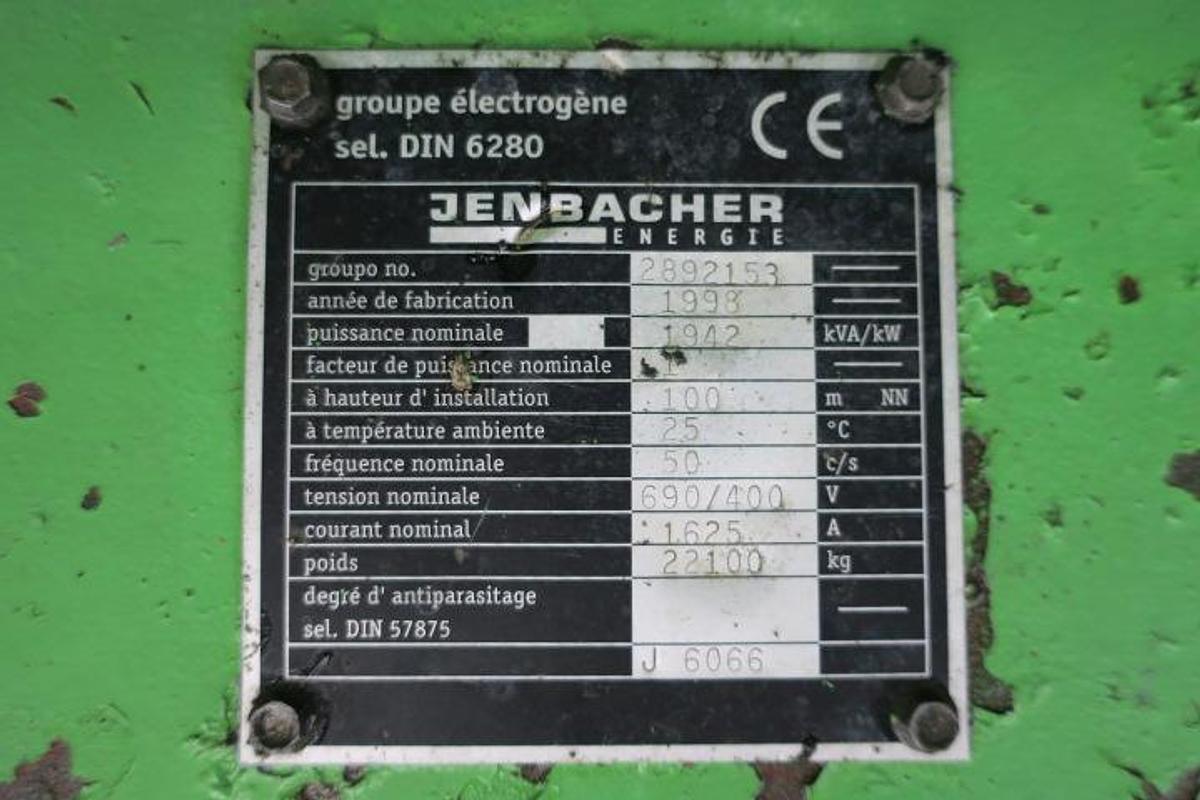 groupe électrogène
sel. DIN 6280
CE
JENBACHER
ENERGIE
groupo no. 2892153
année de fabrication 1998
puissance nominale 1942 kVA/kW
facteur de puissance nominale 1
à hauteur d' installation 100 m NN
à température ambiente 25 °C
fréquence nominale 50 c/s
tension nominale 690/400 V
courant nominal 1625 A
poids 22100 kg
degré d' antiparasitage
sel. DIN 57875
J 6066